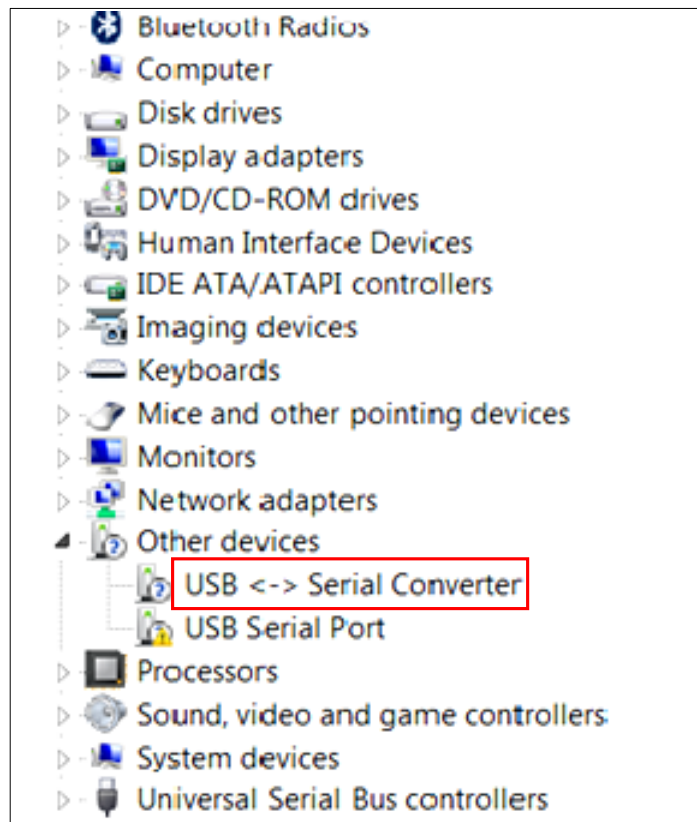 Bluetooth Radios
Computer
Disk drives
Display adapters
DVD/CD-ROM drives
Human Interface Devices
IDE ATA/ATAPI controllers
Imaging devices
Keyboards
Mice and other pointing devices
Monitors
Network adapters
Other devices
USB <-> Serial Converter
USB Serial Port
Processors
Sound, video and game controllers
System devices
Universal Serial Bus controllers